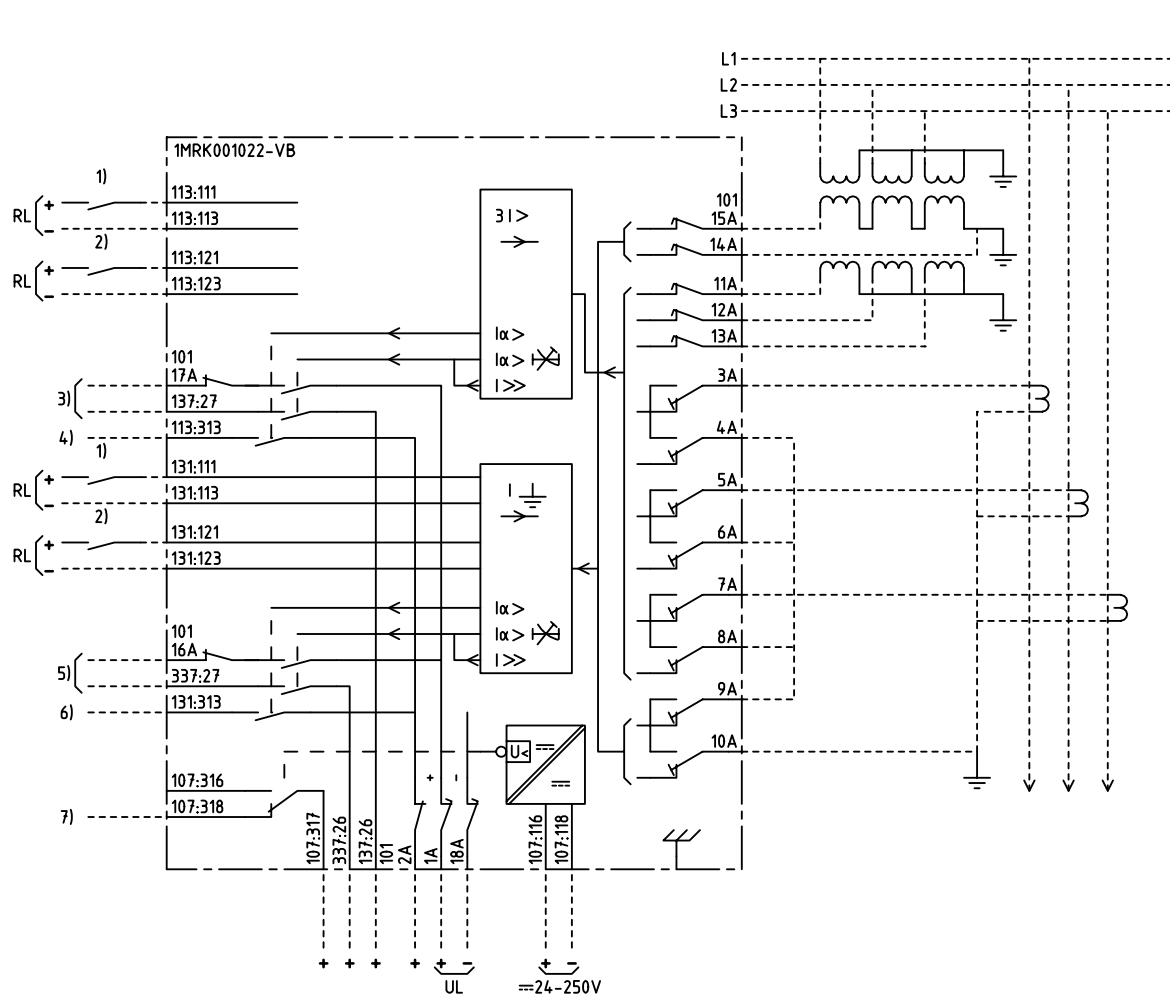 L1
L2
L3
1MRK001022-VB
1)
113:111
RL + −
113:113
2)
113:121
RL + −
113:123
3I>
101
15A
14A
11A
12A
13A
Iα>
Iα>
I>>
101
17A
3)
137:27
4)
113:313
3A
4A
1)
131:111
RL + −
131:113
2)
131:121
RL + −
131:123
I
5A
6A
7A
8A
Iα>
Iα>
I>>
101
16A
5)
337:27
6)
131:313
9A
10A
U<
+ -
107:316
107:318
7)
107:317
337:26
137:26
101
2A
1A
18A
107:116
107:118
+ + + + + − + −
UL
24-250V